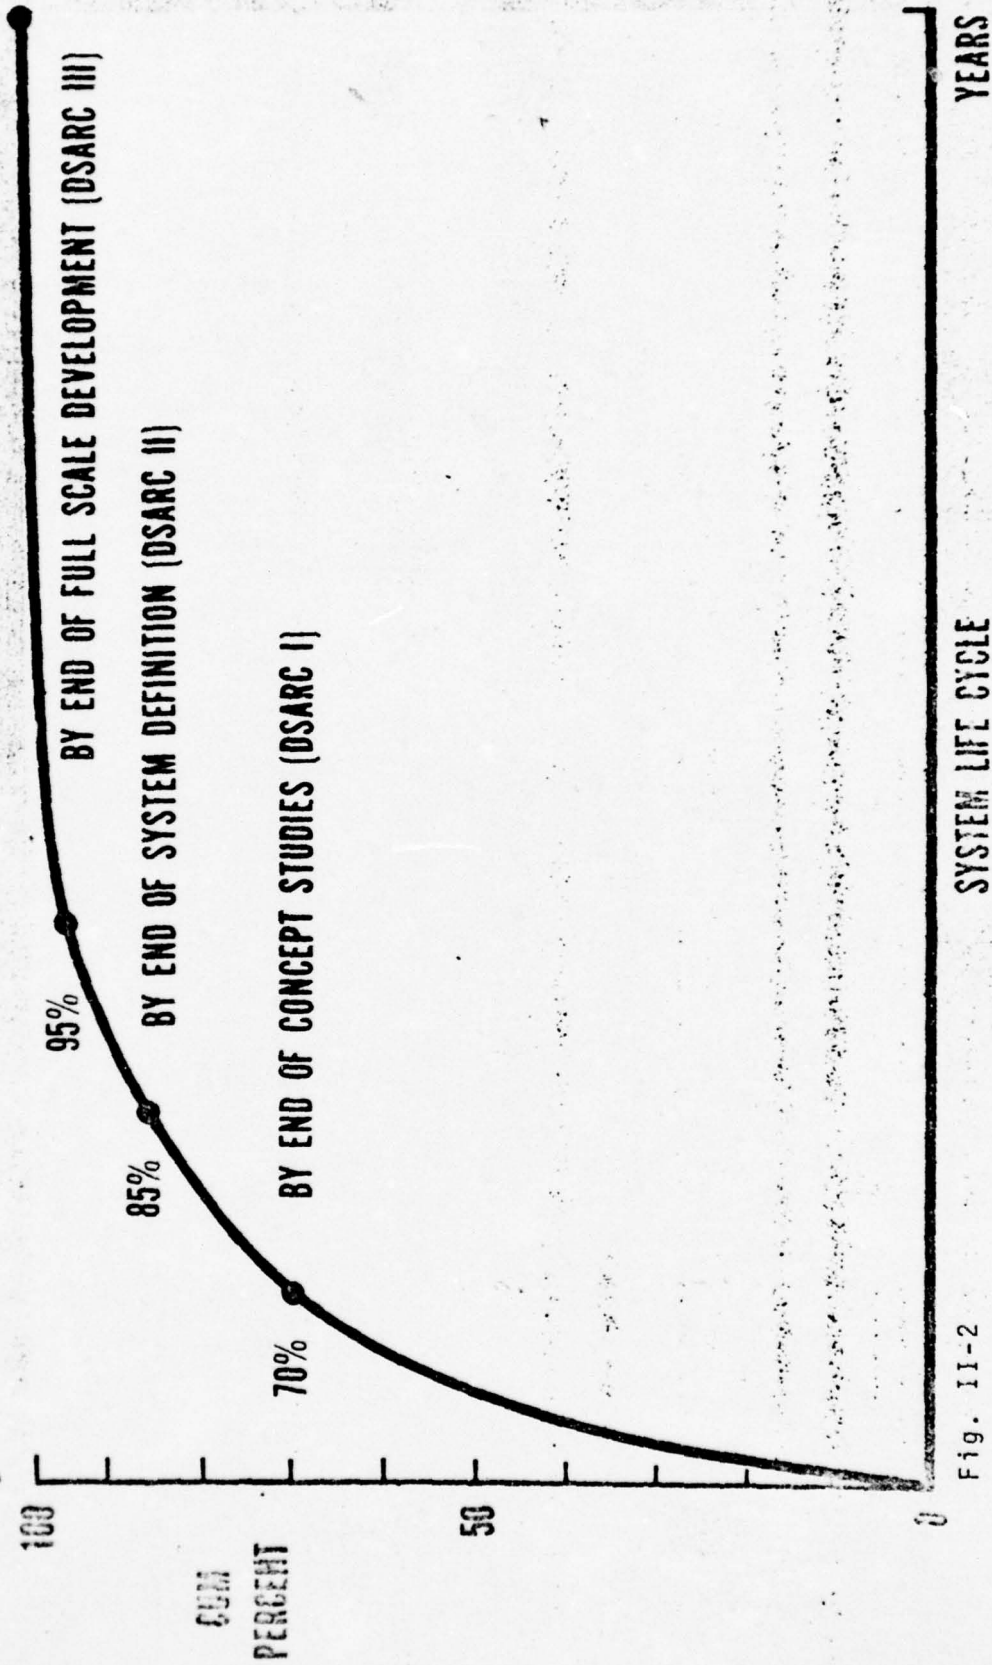 100
CUM
PERCENT
50
0
95%
BY END OF FULL SCALE DEVELOPMENT (DSARC III)
85%
BY END OF SYSTEM DEFINITION (DSARC II)
70%
BY END OF CONCEPT STUDIES (DSARC I)
SYSTEM LIFE CYCLE
YEARS
Fig. II-2